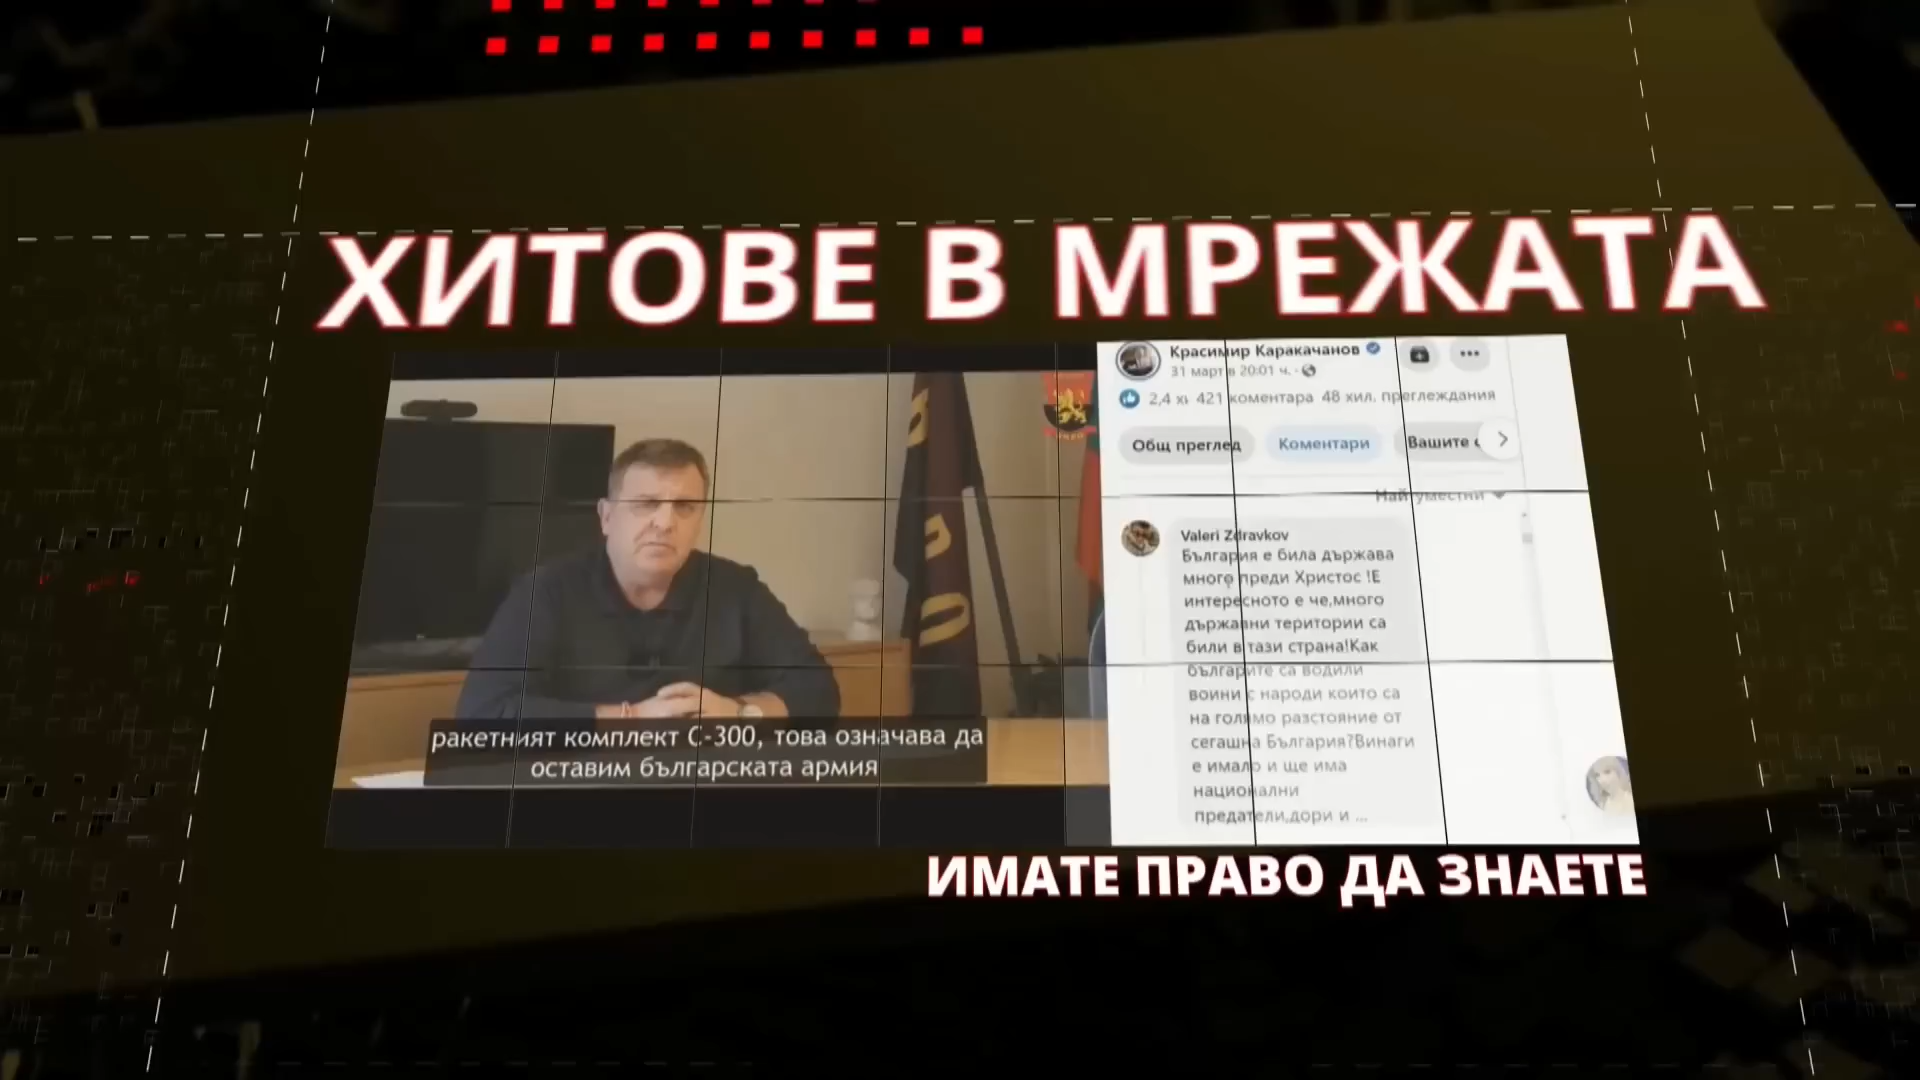 ХИТОВЕ В МРЕЖАТА
Красимир Каракачанов
31 март в 20:01 ч.
2,4 хи 421 коментара 48 хил. преглеждания
Общ преглед
Коментари
Вашите
Най-уместни
Valeri Zdravkov
България е била държава
много преди Христос !Е
интересното е че,много
държавни територии са
били в тази страна!Как
българите са водили
воини с народи които са
на голямо разстояние от
сегашна България?Винаги
е имало и ще има
национални
предатели,дори и ...
ракетният комплект С-300, това означава да
оставим българската армия
ИМАТЕ ПРАВО ДА ЗНАЕТЕ